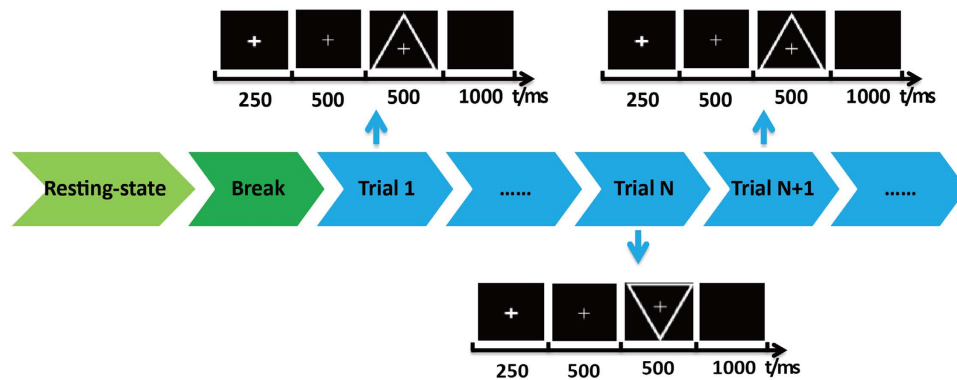 250 500 500 1000 t/ms
250 500 500 1000 t/ms
Resting-state Break Trial 1 ...... Trial N Trial N+1 ......
250 500 500 1000 t/ms